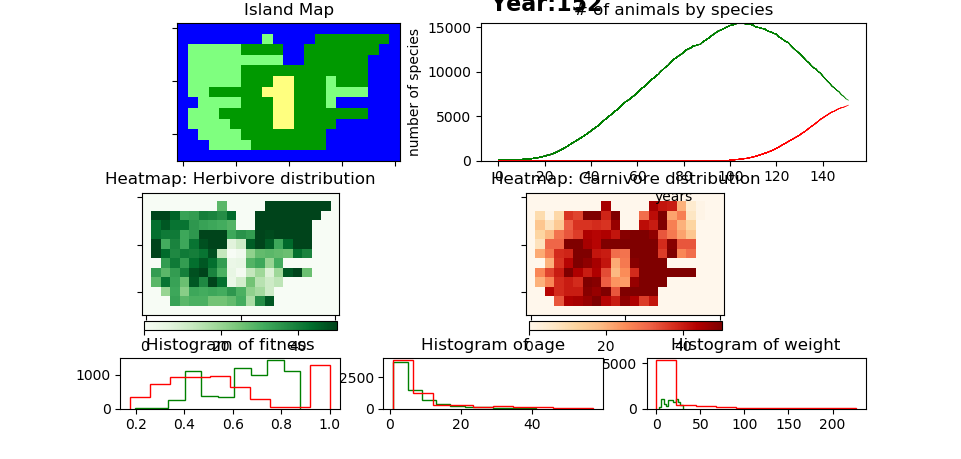 Year:152
Island Map
# of animals by species
number of species
15000
10000
5000
0
0 20 40 60 80 100 120 140
years
Heatmap: Herbivore distribution
Heatmap: Carnivore distribution
0 20 40
0 20 40
Histogram of fitness
Histogram of age
Histogram of weight
1000
0
0.2 0.4 0.6 0.8 1.0
2500
0
0 20 40
5000
0
0 50 100 150 200